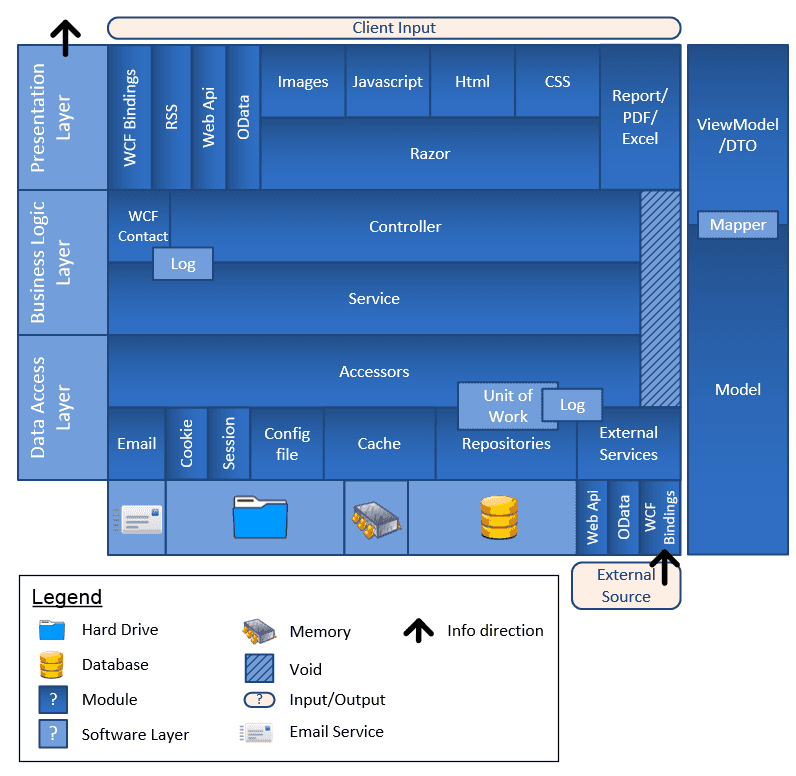 Client Input
Presentation
Layer
WCF Bindings
RSS
Web Api
OData
Images
Javascript
Html
CSS
Razor
Report/
PDF/
Excel
ViewModel
/DTO
Mapper
Model
Business Logic
Layer
WCF
Contact
Controller
Log
Service
Data Access
Layer
Accessors
Unit of
Work
Log
Email
Cookie
Session
Config
file
Cache
Repositories
External
Services
Web Api
OData
WCF
Bindings
External
Source
Legend
Hard Drive
Database
? Module
? Software Layer
Memory
Void
? Input/Output
Email Service
Info direction